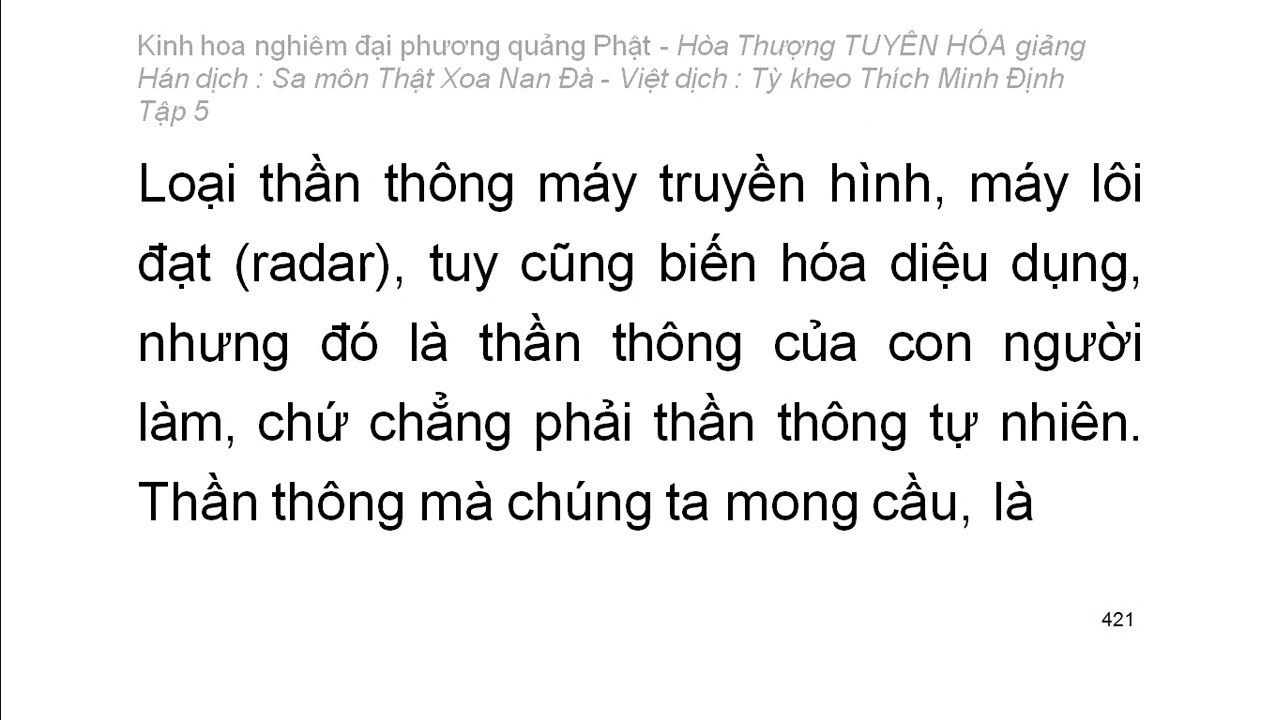 Kinh hoa nghiêm đại phương quảng Phật - Hòa Thượng TUYÊN HÓA giảng
Hán dịch : Sa môn Thật Xoa Nan Đà - Việt dịch : Tỳ kheo Thích Minh Định
Tập 5
Loại thần thông máy truyền hình, máy lôi
đạt (radar), tuy cũng biến hóa diệu dụng,
nhưng đó là thần thông của con người
làm, chứ chẳng phải thần thông tự nhiên.
Thần thông mà chúng ta mong cầu, là
421